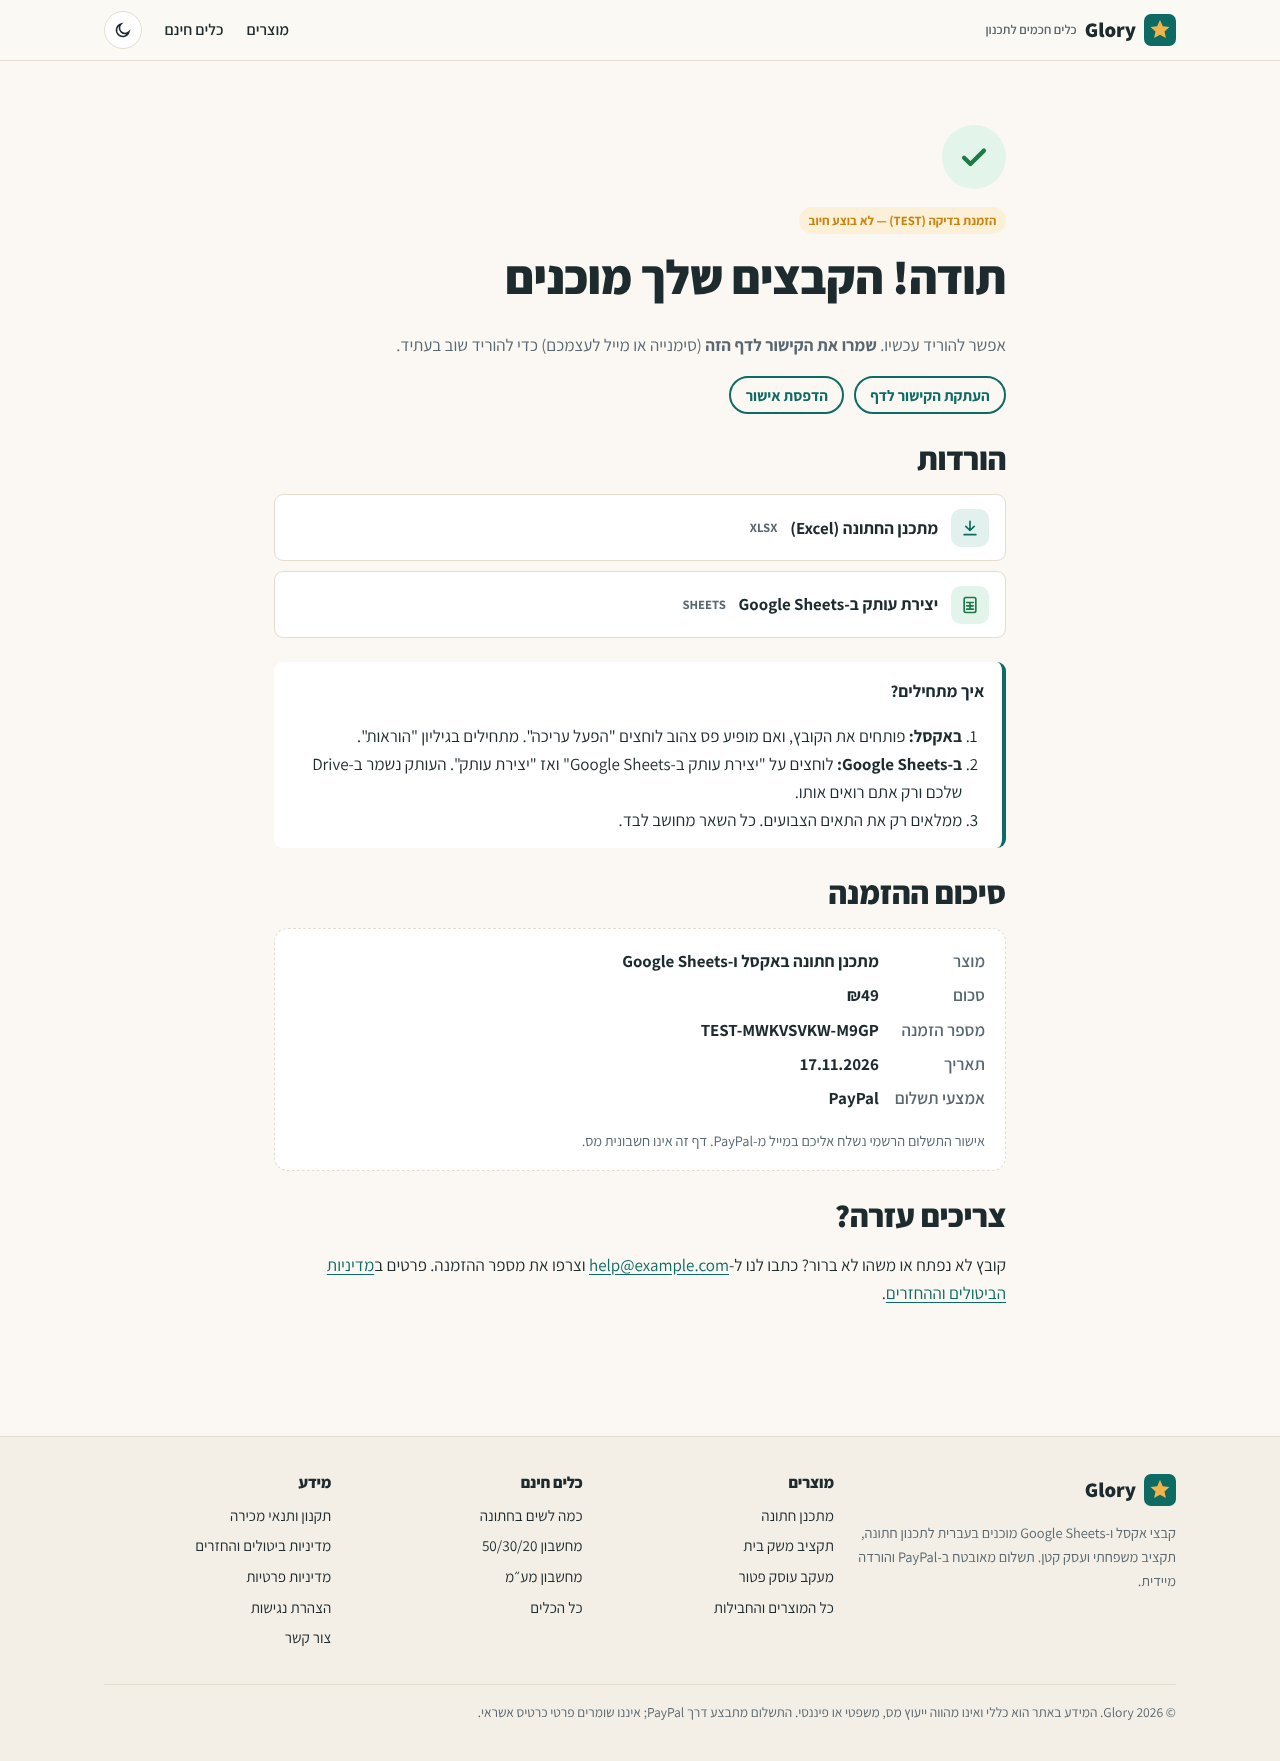 Glory כלים חכמים לתכנון
מוצרים
כלים חינם
הזמנת בדיקה (TEST) — לא בוצע חיוב
תודה! הקבצים שלך מוכנים
אפשר להוריד עכשיו. שמרו את הקישור לדף הזה (סימנייה או מייל לעצמכם) כדי להוריד שוב בעתיד.
העתקת הקישור לדף
הדפסת אישור
הורדות
מתכנן החתונה (Excel) XLSX
יצירת עותק ב-Google Sheets SHEETS
איך מתחילים?
1. באקסל: פותחים את הקובץ, ואם מופיע פס צהוב לוחצים "הפעל עריכה". מתחילים בגיליון "הוראות".
2. ב-Google Sheets: לוחצים על "יצירת עותק ב-Google Sheets" ואז "יצירת עותק". העותק נשמר ב-Drive
שלכם ורק אתם רואים אותו.
3. ממלאים רק את התאים הצבועים. כל השאר מחושב לבד.
סיכום ההזמנה
מוצר מתכנן חתונה באקסל ו-Google Sheets
סכום ₪49
מספר הזמנה TEST-MWKVSVKW-M9GP
תאריך 17.11.2026
אמצעי תשלום PayPal
אישור התשלום הרשמי נשלח אליכם במייל מ-PayPal. דף זה אינו חשבונית מס.
צריכים עזרה?
קובץ לא נפתח או משהו לא ברור? כתבו לנו ל-help@example.com וצרפו את מספר ההזמנה. פרטים במדיניות
הביטולים וההחזרים.
Glory
קבצי אקסל ו-Google Sheets מוכנים בעברית לתכנון חתונה,
תקציב משפחתי ועסק קטן. תשלום מאובטח ב-PayPal והורדה
מיידית.
מוצרים
מתכנן חתונה
תקציב משק בית
מעקב עוסק פטור
כל המוצרים והחבילות
כלים חינם
כמה לשים בחתונה
מחשבון 50/30/20
מחשבון מע״מ
כל הכלים
מידע
תקנון ותנאי מכירה
מדיניות ביטולים והחזרים
מדיניות פרטיות
הצהרת נגישות
צור קשר
© 2026 Glory. המידע באתר הוא כללי ואינו מהווה ייעוץ מס, משפטי או פיננסי. התשלום מתבצע דרך PayPal; איננו שומרים פרטי כרטיס אשראי.